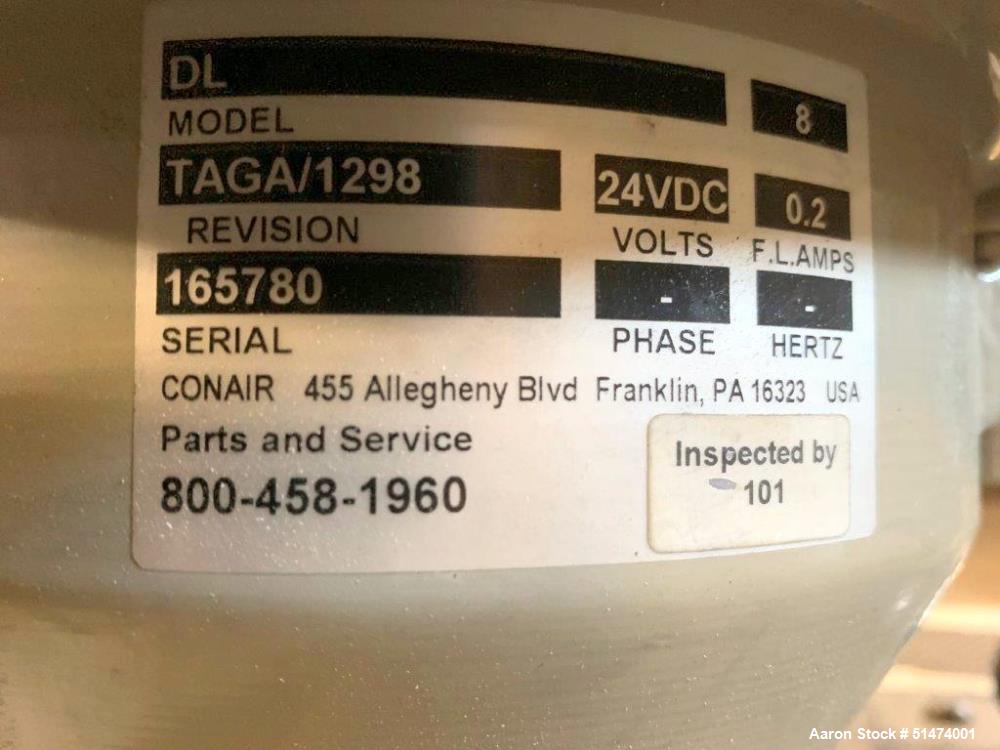 DL 8
MODEL
TAGA/1298 24VDC 0.2
REVISION VOLTS F.L.AMPS
165780 - -
SERIAL PHASE HERTZ
CONAIR 455 Allegheny Blvd Franklin, PA 16323 USA
Parts and Service
800-458-1960
Inspected by
101
Aaron Stock # 51474001